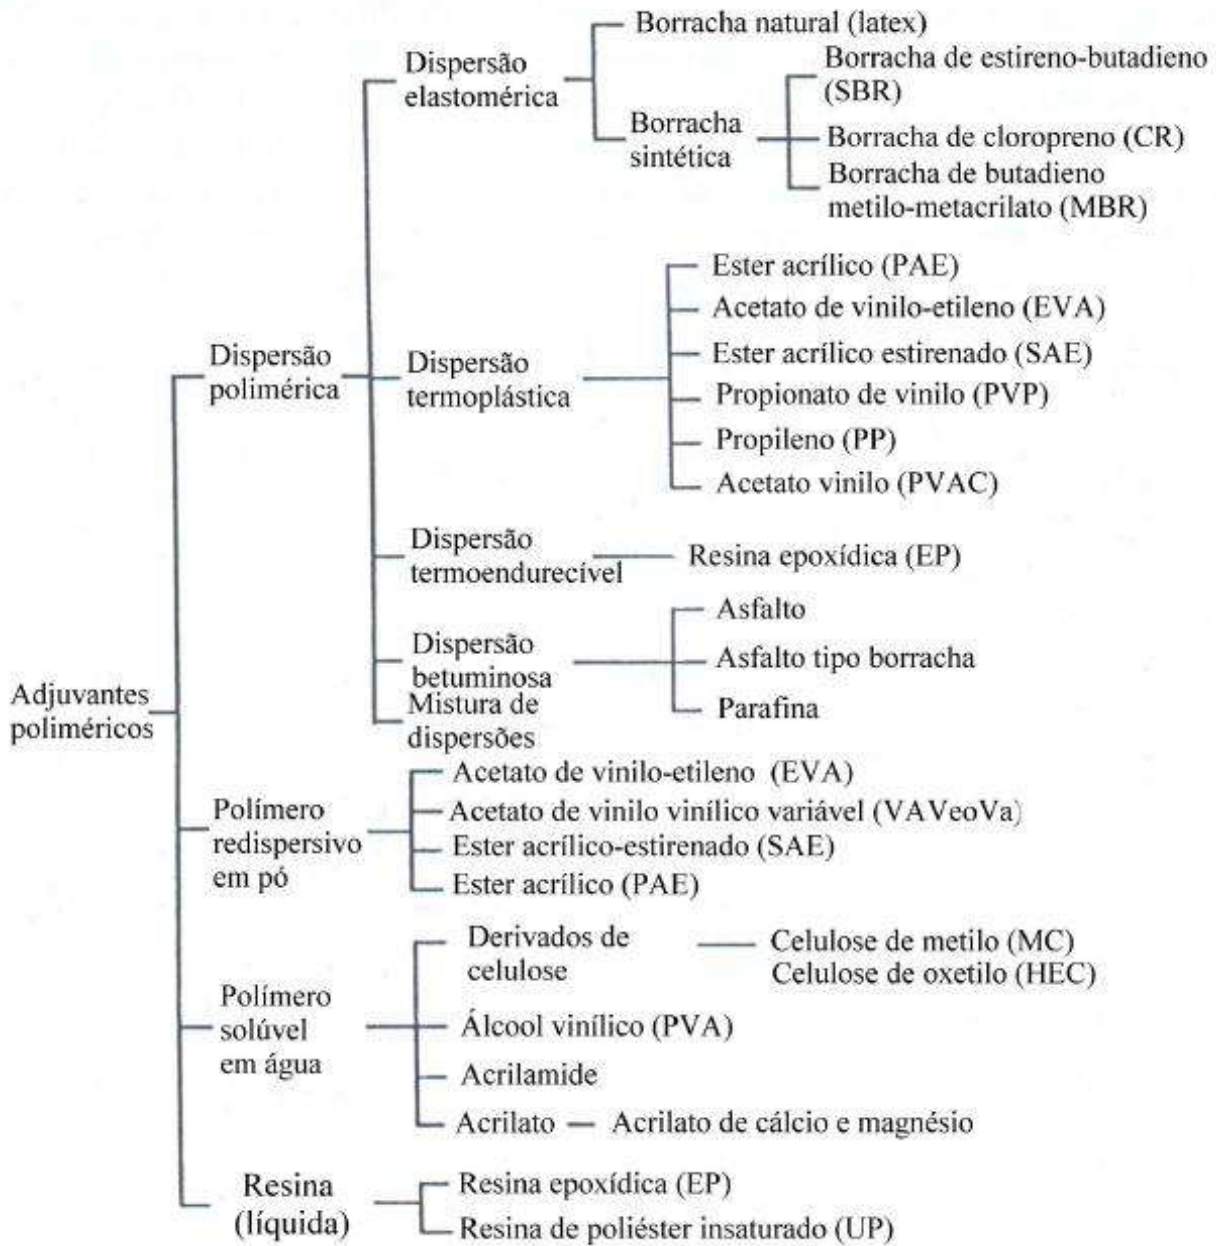 Adjuvantes
poliméricos
Dispersão
polimérica
Dispersão
elastomérica
Borracha natural (latex)
Borracha
sintética
Borracha de estireno-butadieno
(SBR)
Borracha de cloropreno (CR)
Borracha de butadieno
metilo-metacrilato (MBR)
Dispersão
termoplástica
Ester acrílico (PAE)
Acetato de vinilo-etileno (EVA)
Ester acrílico estirenado (SAE)
Propionato de vinilo (PVP)
Propileno (PP)
Acetato vinilo (PVAC)
Dispersão
termoendurecível
Resina epoxídica (EP)
Dispersão
betuminosa
Asfalto
Asfalto tipo borracha
Parafina
Mistura de
dispersões
Polímero
redispersivo
em pó
Acetato de vinilo-etileno (EVA)
Acetato de vinilo vinílico variável (VAVeoVa)
Ester acrílico-estirenado (SAE)
Ester acrílico (PAE)
Polímero
solúvel
em água
Derivados de
celulose
Celulose de metilo (MC)
Celulose de oxetilo (HEC)
Álcool vinílico (PVA)
Acrilamide
Acrilato
Acrilato de cálcio e magnésio
Resina
(líquida)
Resina epoxídica (EP)
Resina de poliéster insaturado (UP)